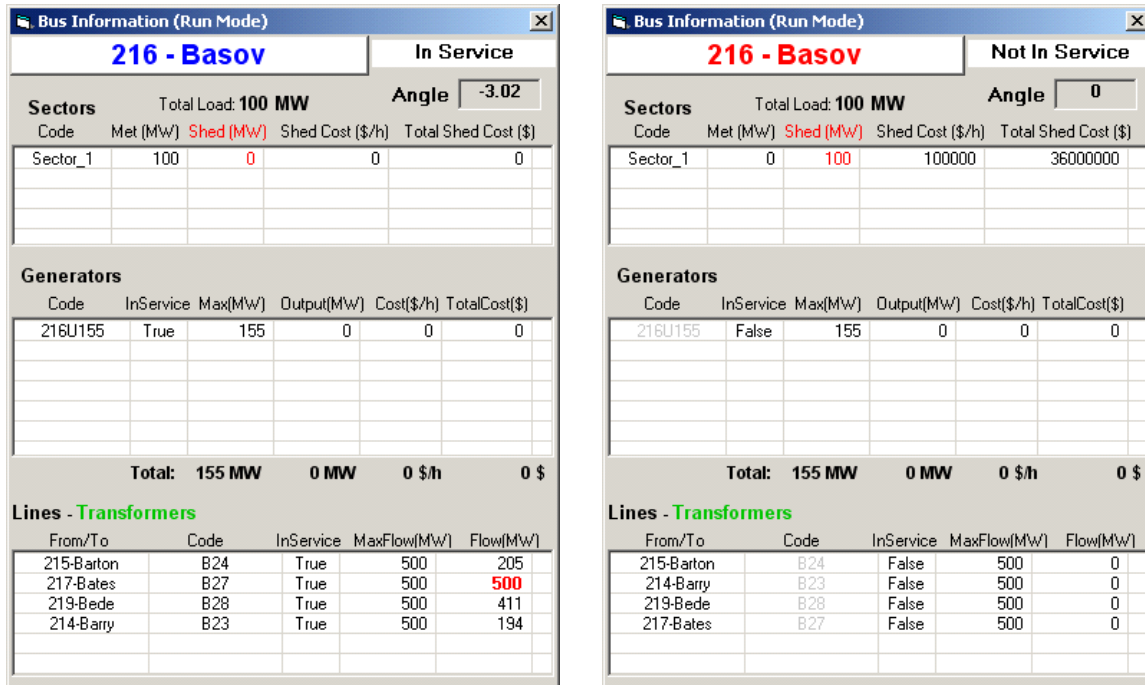 Bus Information (Run Mode)
216 - Basov In Service
Total Load: 100 MW Angle -3.02
Sectors
Code Met (MW) Shed (MW) Shed Cost ($/h) Total Shed Cost ($)
Sector_1 100 0 0 0
Generators
Code InService Max(MW) Output(MW) Cost($/h) TotalCost($)
216U155 True 155 0 0 0
Total: 155 MW 0 MW 0 $/h 0 $
Lines - Transformers
From/To Code InService MaxFlow(MW) Flow(MW)
215-Barton B24 True 500 205
217-Bates B27 True 500 500
219-Bede B28 True 500 411
214-Barry B23 True 500 194
Bus Information (Run Mode)
216 - Basov Not In Service
Total Load: 100 MW Angle 0
Sectors
Code Met (MW) Shed (MW) Shed Cost ($/h) Total Shed Cost ($)
Sector_1 0 100 100000 36000000
Generators
Code InService Max(MW) Output(MW) Cost($/h) TotalCost($)
216U155 False 155 0 0 0
Total: 155 MW 0 MW 0 $/h 0 $
Lines - Transformers
From/To Code InService MaxFlow(MW) Flow(MW)
215-Barton B24 False 500 0
214-Barry B23 False 500 0
219-Bede B28 False 500 0
217-Bates B27 False 500 0